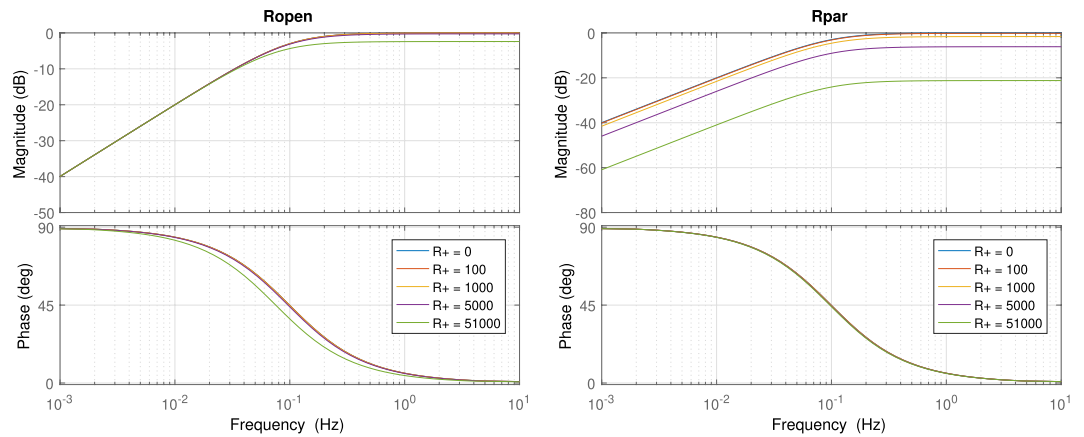 Ropen
Magnitude (dB)
0
-10
-20
-30
-40
-50
Phase (deg)
90
45
0
R+ = 0
R+ = 100
R+ = 1000
R+ = 5000
R+ = 51000
10^-3
10^-2
10^-1
10^0
10^1
Frequency (Hz)
Rpar
Magnitude (dB)
0
-20
-40
-60
-80
Phase (deg)
90
45
0
R+ = 0
R+ = 100
R+ = 1000
R+ = 5000
R+ = 51000
10^-3
10^-2
10^-1
10^0
10^1
Frequency (Hz)